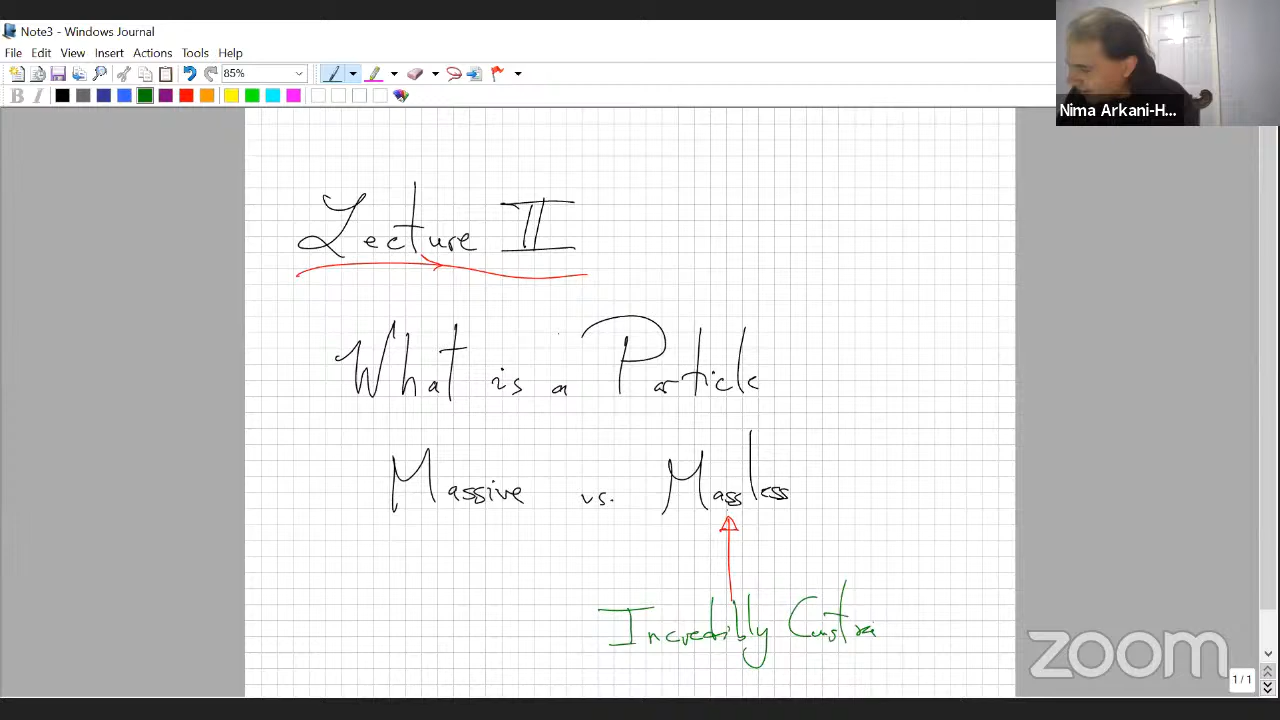 Note3 - Windows Journal
Nima Arkani-H...
File Edit View Insert Actions Tools Help
85%
B I
Lecture II
What is a Particle
Massive vs. Massless
Incredibly Constrai
zoom
1 / 1